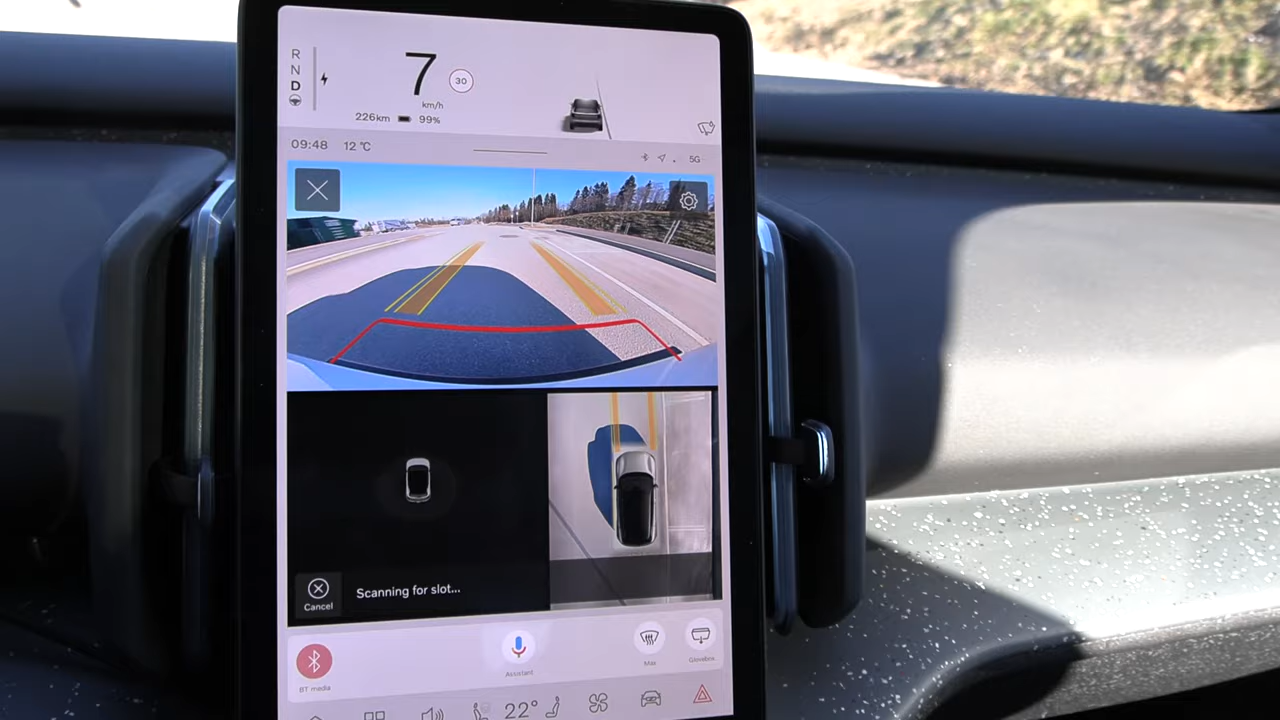 R
N
D
7
30
km/h
226km 99%
09:48 12°C
5G
Cancel
Scanning for slot...
BT media
Assistant
Max
Glovebox
22°